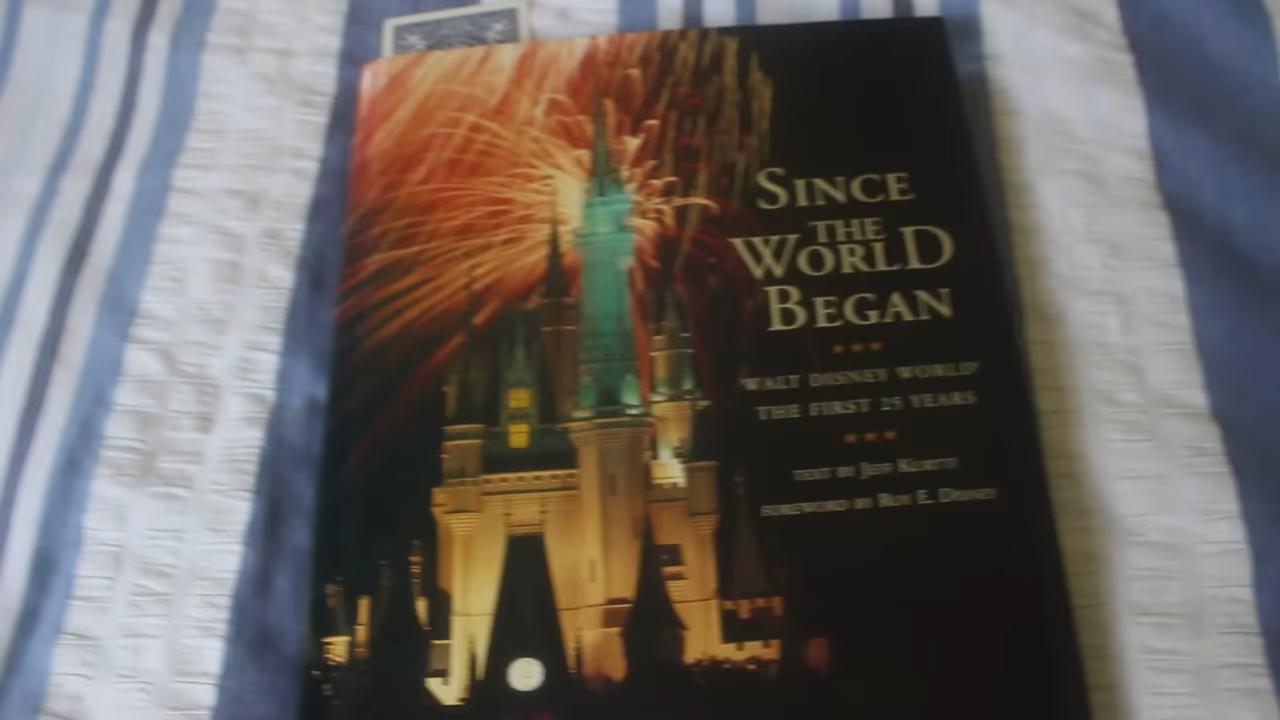 SINCE
THE
WORLD
BEGAN
WALT DISNEY WORLD
THE FIRST 25 YEARS
TEXT BY JEFF KURTTI
FOREWORD BY ROY E. DISNEY